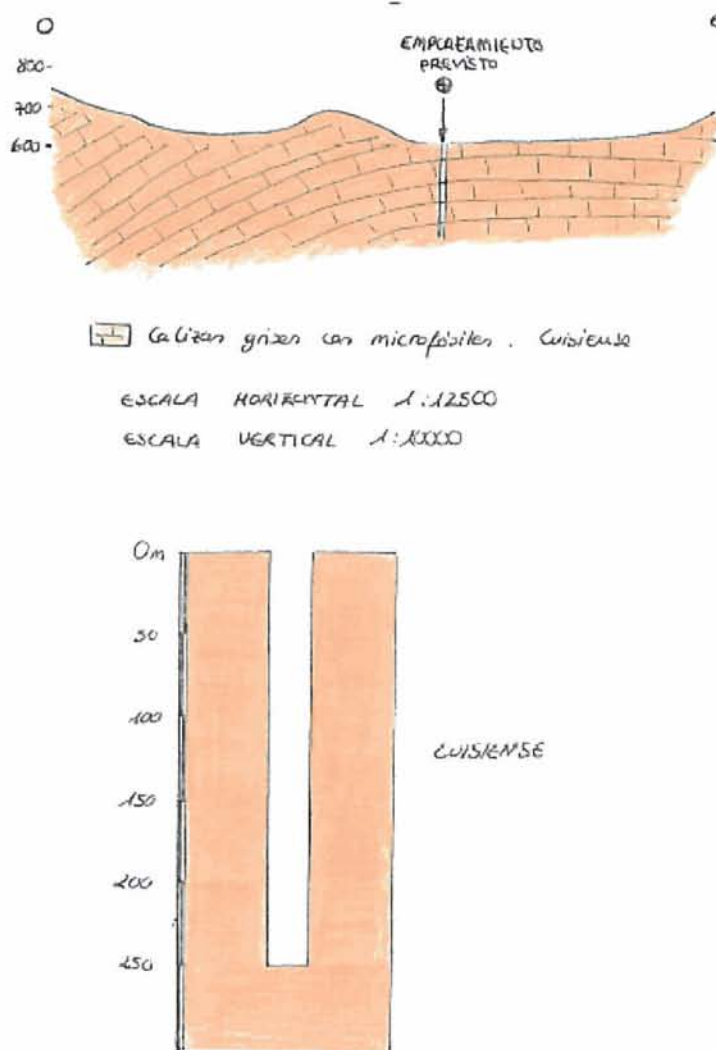 O
EMPLAZAMIENTO
PREVISTO
800-
700
600-
Calizas grises con microfósiles. Cuisiense
ESCALA HORIZONTAL 1:12500
ESCALA VERTICAL 1:10000
0m
50
100
150
200
250
CUISIENSE